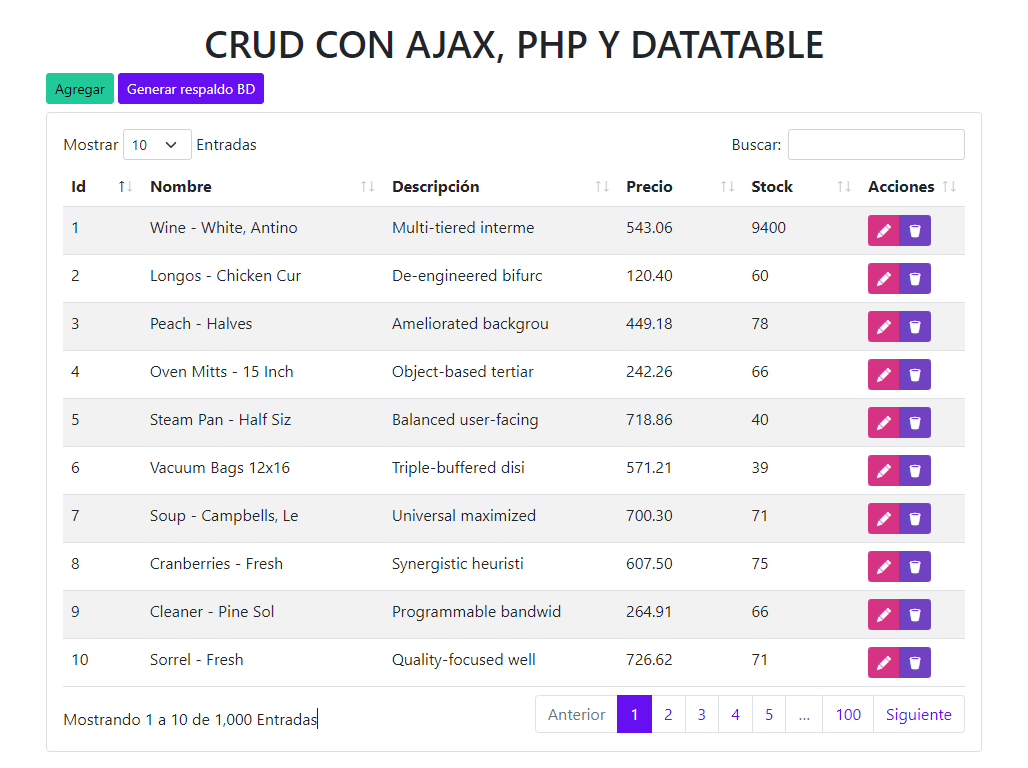 CRUD CON AJAX, PHP Y DATATABLE
Agregar Generar respaldo BD
Mostrar 10 Entradas Buscar:
Id Nombre Descripción Precio Stock Acciones
1 Wine - White, Antino Multi-tiered interme 543.06 9400
2 Longos - Chicken Cur De-engineered bifurc 120.40 60
3 Peach - Halves Ameliorated backgrou 449.18 78
4 Oven Mitts - 15 Inch Object-based tertiar 242.26 66
5 Steam Pan - Half Siz Balanced user-facing 718.86 40
6 Vacuum Bags 12x16 Triple-buffered disi 571.21 39
7 Soup - Campbells, Le Universal maximized 700.30 71
8 Cranberries - Fresh Synergistic heuristi 607.50 75
9 Cleaner - Pine Sol Programmable bandwid 264.91 66
10 Sorrel - Fresh Quality-focused well 726.62 71
Mostrando 1 a 10 de 1,000 Entradas Anterior 1 2 3 4 5 ... 100 Siguiente